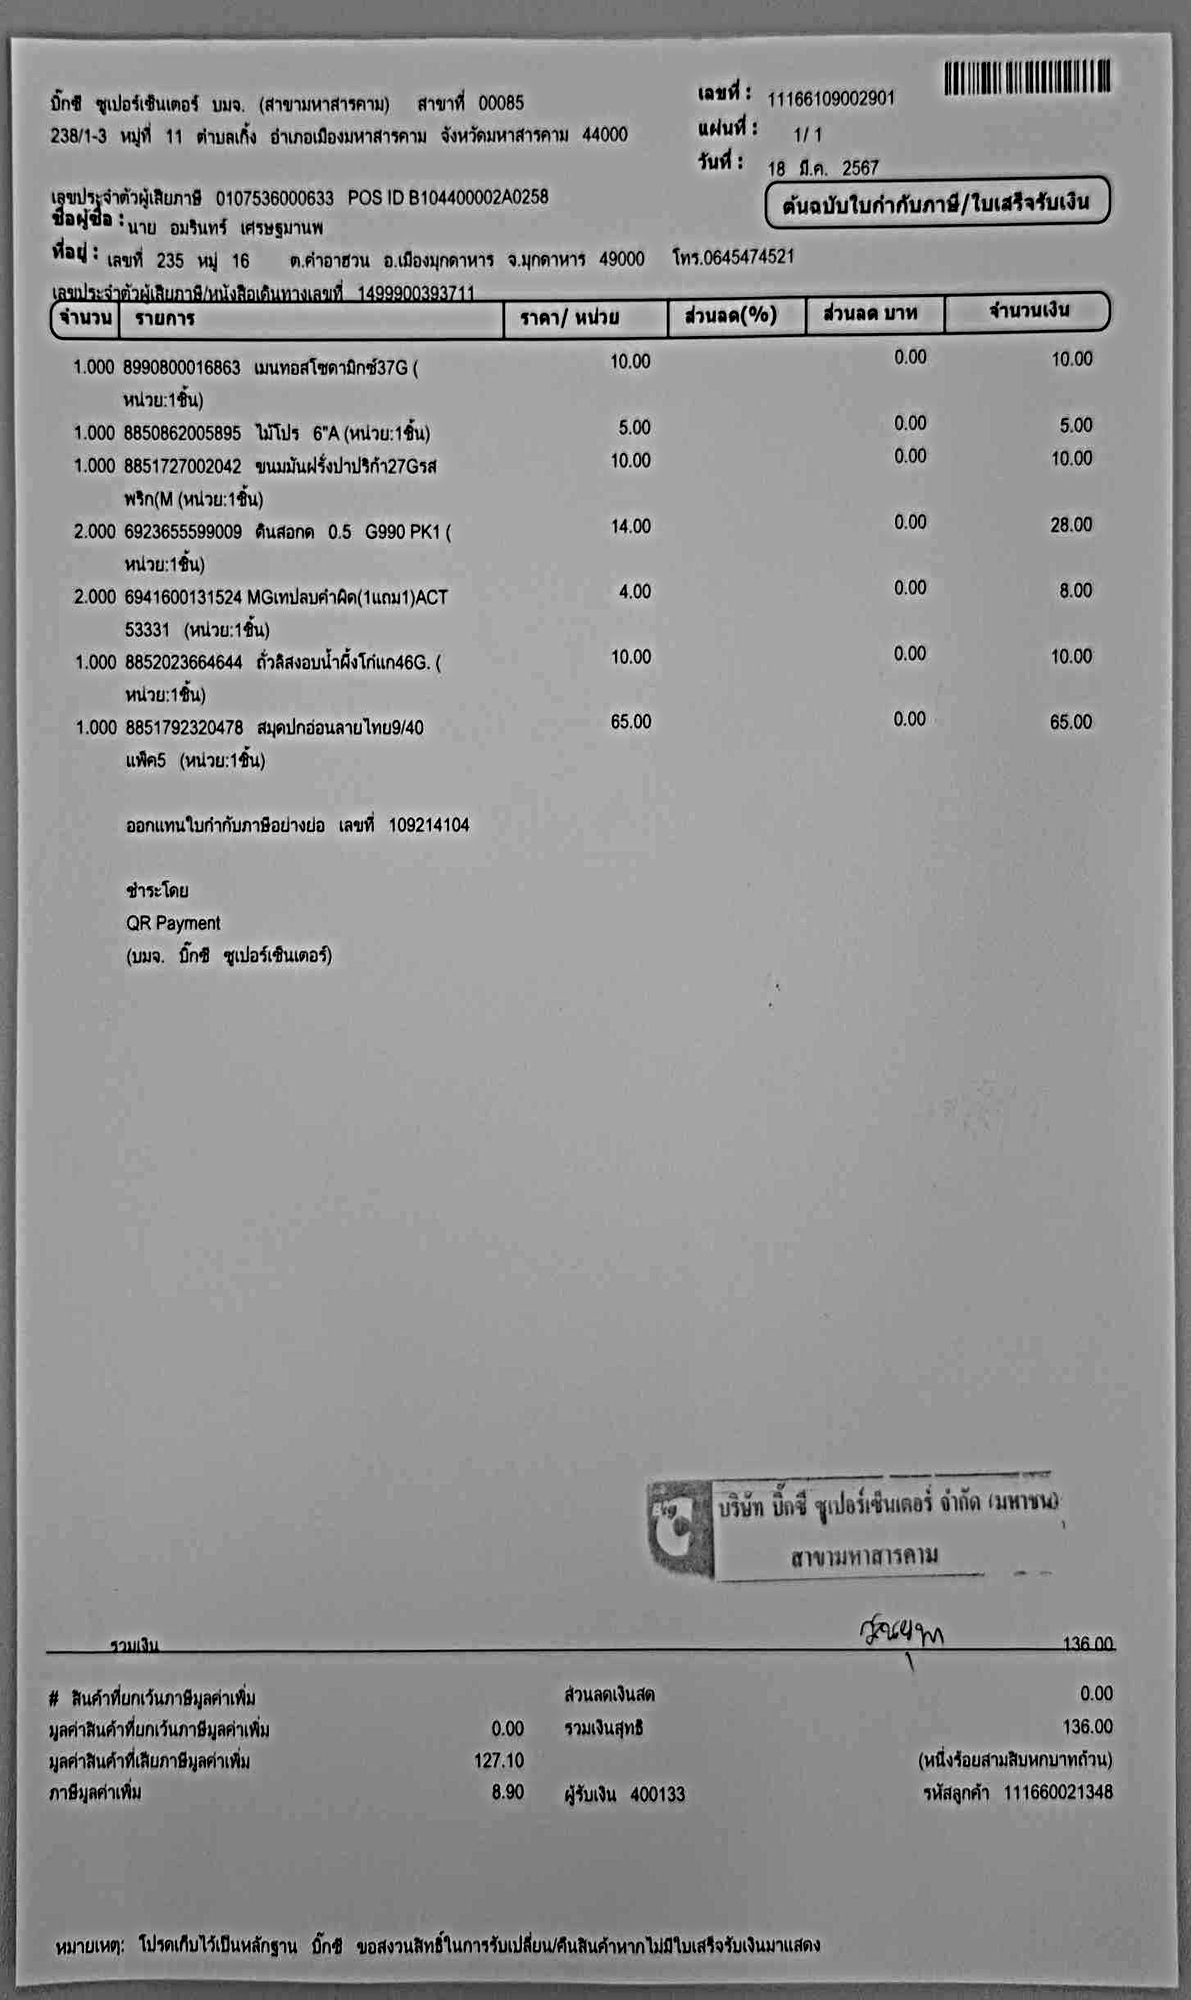 บิ๊กซี ซูเปอร์เซ็นเตอร์ บมจ. (สาขามหาสารคาม) สาขาที่ 00085
238/1-3 หมู่ที่ 11 ตำบลเกิ้ง อำเภอเมืองมหาสารคาม จังหวัดมหาสารคาม 44000
เลขที่ : 11166109002901
แผ่นที่ : 1/ 1
วันที่ : 18 มี.ค. 2567
เลขประจำตัวผู้เสียภาษี 0107536000633 POS ID B104400002A0258
ต้นฉบับใบกำกับภาษี/ใบเสร็จรับเงิน
ชื่อผู้ซื้อ : นาย อมรินทร์ เศรษฐมานพ
ที่อยู่ : เลขที่ 235 หมู่ 16 ต.คำอาฮวน อ.เมืองมุกดาหาร จ.มุกดาหาร 49000 โทร.0645474521
เลขประจำตัวผู้เสียภาษี/หนังสือเดินทางเลขที่ 1499900393711
จำนวน รายการ ราคา/ หน่วย ส่วนลด(%) ส่วนลด บาท จำนวนเงิน
1.000 8990800016863 เมนทอสโซดามิกซ์37G ( 10.00 0.00 10.00
หน่วย:1ชิ้น)
1.000 8850862005895 ไม้โปร 6"A (หน่วย:1ชิ้น) 5.00 0.00 5.00
1.000 8851727002042 ขนมมันฝรั่งปาปริก้า27Gรส 10.00 0.00 10.00
พริก(M (หน่วย:1ชิ้น)
2.000 6923655599009 ดินสอกด 0.5 G990 PK1 ( 14.00 0.00 28.00
หน่วย:1ชิ้น)
2.000 6941600131524 MGเทปลบคำผิด(1แถม1)ACT 4.00 0.00 8.00
53331 (หน่วย:1ชิ้น)
1.000 8852023664644 ถั่วลิสงอบน้ำผึ้งโก๋แก46G. ( 10.00 0.00 10.00
หน่วย:1ชิ้น)
1.000 8851792320478 สมุดปกอ่อนลายไทย9/40 65.00 0.00 65.00
แพ็ค5 (หน่วย:1ชิ้น)
ออกแทนใบกำกับภาษีอย่างย่อ เลขที่ 109214104
ชำระโดย
QR Payment
(บมจ. บิ๊กซี ซูเปอร์เซ็นเตอร์)
บริษัท บิ๊กซี ซูเปอร์เซ็นเตอร์ จำกัด (มหาชน)
สาขามหาสารคาม
รวมเงิน 136.00
# สินค้าที่ยกเว้นภาษีมูลค่าเพิ่ม ส่วนลดเงินสด 0.00
มูลค่าสินค้าที่ยกเว้นภาษีมูลค่าเพิ่ม 0.00 รวมเงินสุทธิ 136.00
มูลค่าสินค้าที่เสียภาษีมูลค่าเพิ่ม 127.10 (หนึ่งร้อยสามสิบหกบาทถ้วน)
ภาษีมูลค่าเพิ่ม 8.90 ผู้รับเงิน 400133 รหัสลูกค้า 111660021348
หมายเหตุ: โปรดเก็บไว้เป็นหลักฐาน บิ๊กซี ขอสงวนสิทธิ์ในการรับเปลี่ยน/คืนสินค้าหากไม่มีใบเสร็จรับเงินมาแสดง